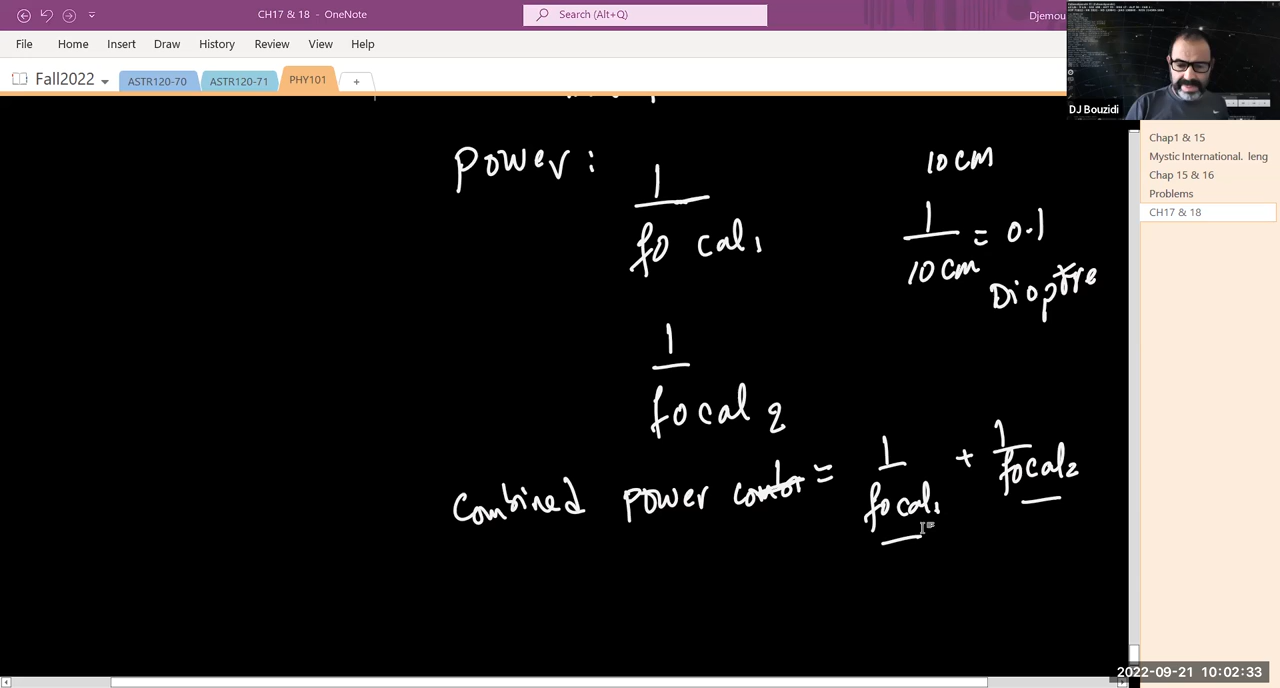 CH17 & 18 - OneNote
Search (Alt+Q)
Djemou
File Home Insert Draw History Review View Help
Fall2022 ASTR120-70 ASTR120-71 PHY101 +
DJ Bouzidi
Chap1 & 15
Mystic International. leng
Chap 15 & 16
Problems
CH17 & 18
Power :
1
focal1
10 cm
1
10 cm
= 0.1
Dioptre
1
focal 2
Combined power = 1/focal1 + 1/focal2
2022-09-21 10:02:33